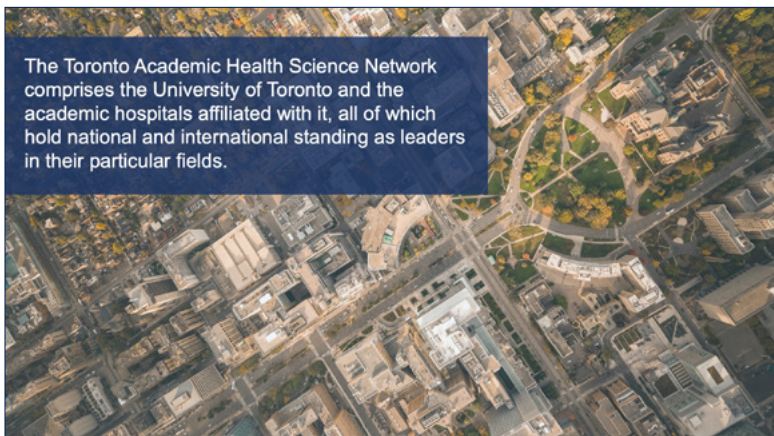 The Toronto Academic Health Science Network
comprises the University of Toronto and the
academic hospitals affiliated with it, all of which
hold national and international standing as leaders
in their particular fields.